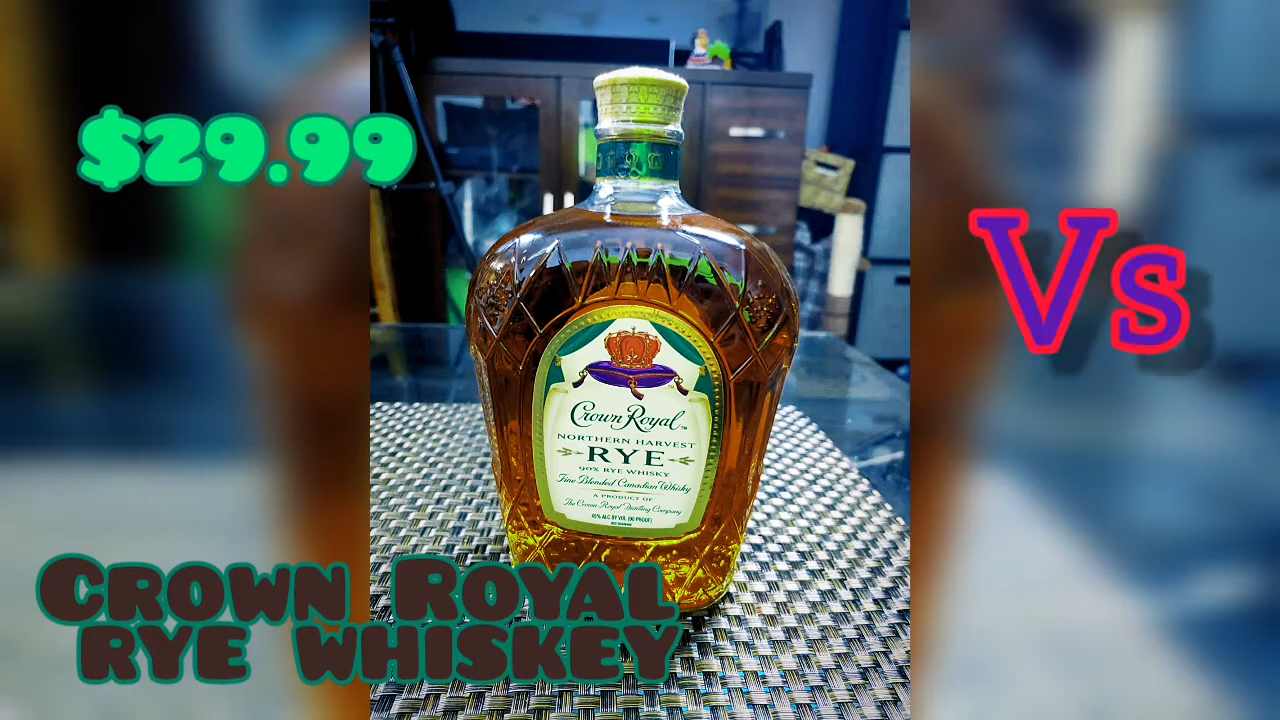 $29.99
Vs
Crown Royal™
NORTHERN HARVEST
RYE
90% RYE WHISKY
Fine Blended Canadian Whisky
A PRODUCT OF
The Crown Royal Distilling Company
45% ALC BY VOL (90 PROOF)
Crown Royal
rye whiskey